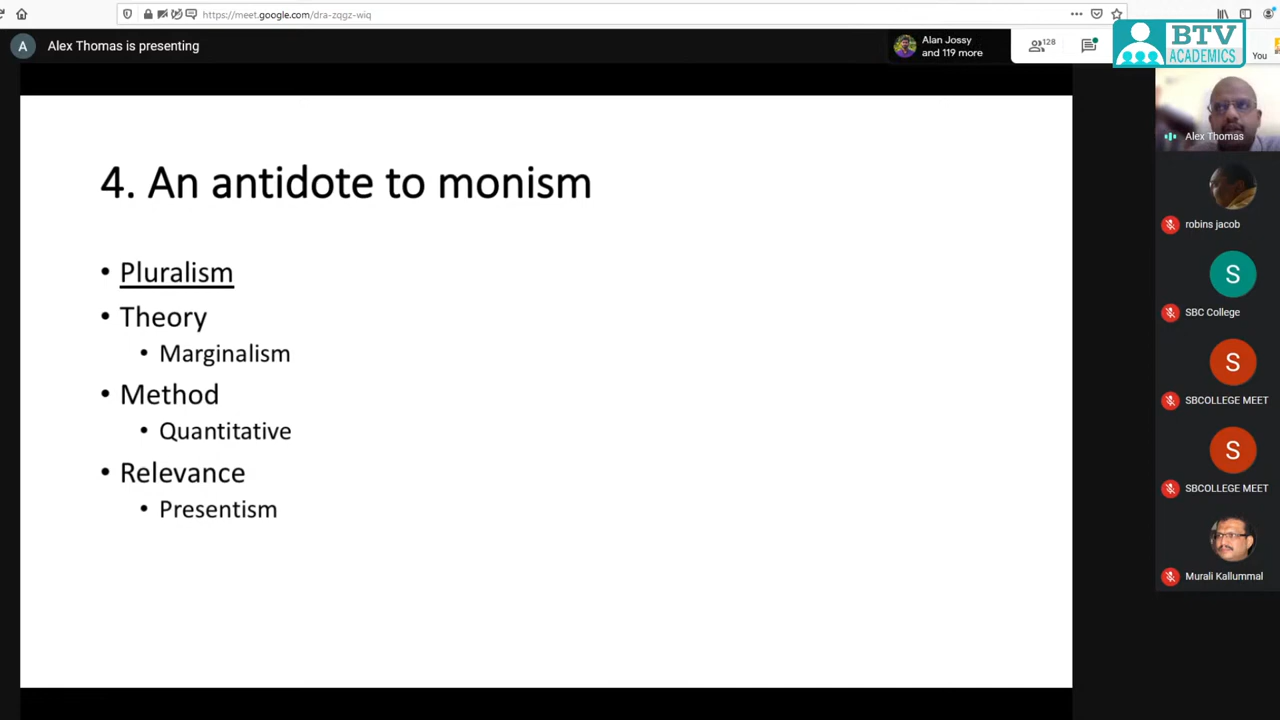 https://meet.google.com/dra-zqgz-wiq
A
Alex Thomas is presenting
Alan Jossy
and 119 more
128
BTV
ACADEMICS
You
4. An antidote to monism
• Pluralism
• Theory
• Marginalism
• Method
• Quantitative
• Relevance
• Presentism
Alex Thomas
robins jacob
S
SBC College
S
SBCOLLEGE MEET
S
SBCOLLEGE MEET
Murali Kallummal